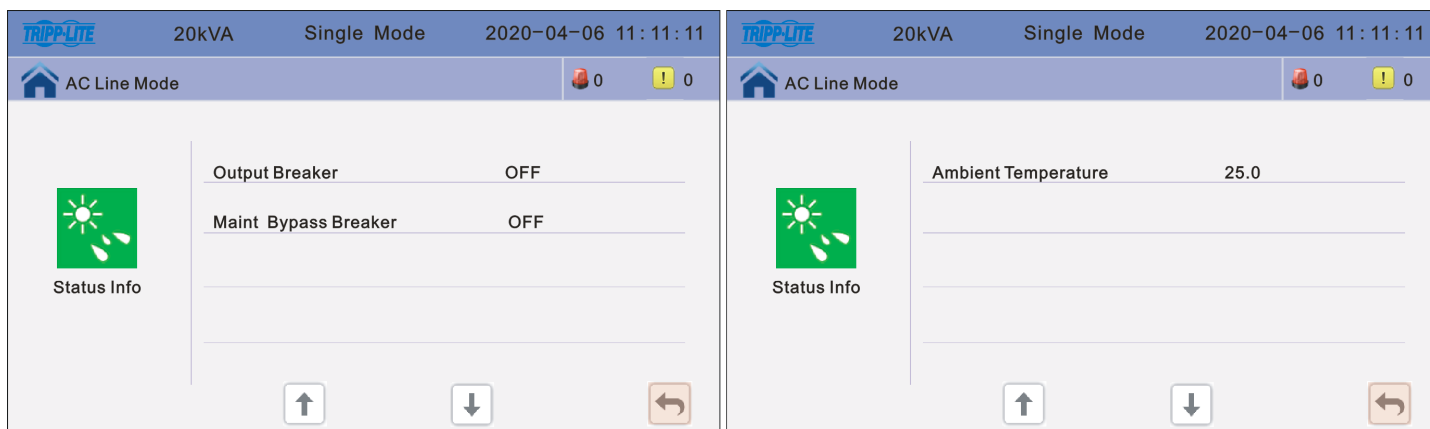 TRIPP-LITE 20kVA Single Mode 2020-04-06 11:11:11
AC Line Mode 0 ! 0
Output Breaker OFF
Maint Bypass Breaker OFF
Status Info
TRIPP-LITE 20kVA Single Mode 2020-04-06 11:11:11
AC Line Mode 0 ! 0
Ambient Temperature 25.0
Status Info